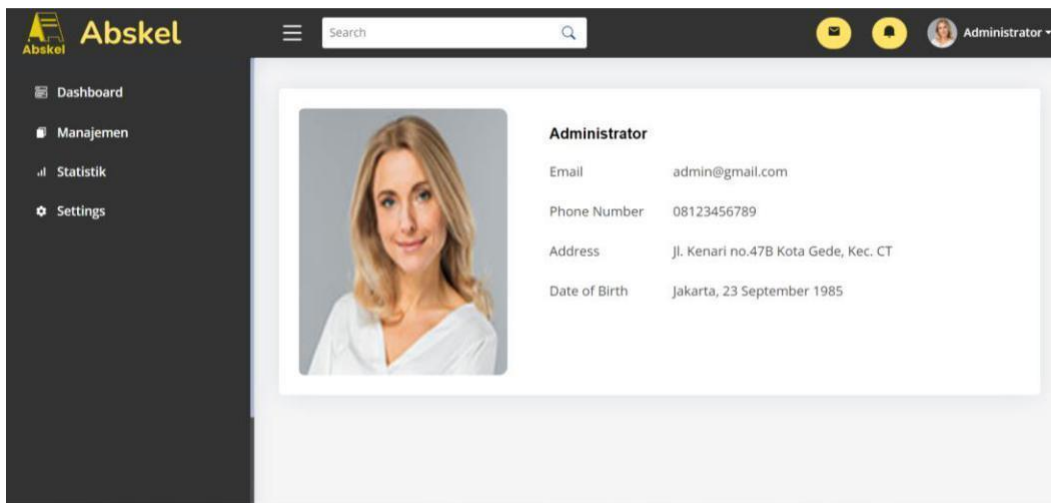 Abskel
Abskel
Search
Administrator
Dashboard
Manajemen
Statistik
Settings
Administrator
Email admin@gmail.com
Phone Number 08123456789
Address Jl. Kenari no.47B Kota Gede, Kec. CT
Date of Birth Jakarta, 23 September 1985